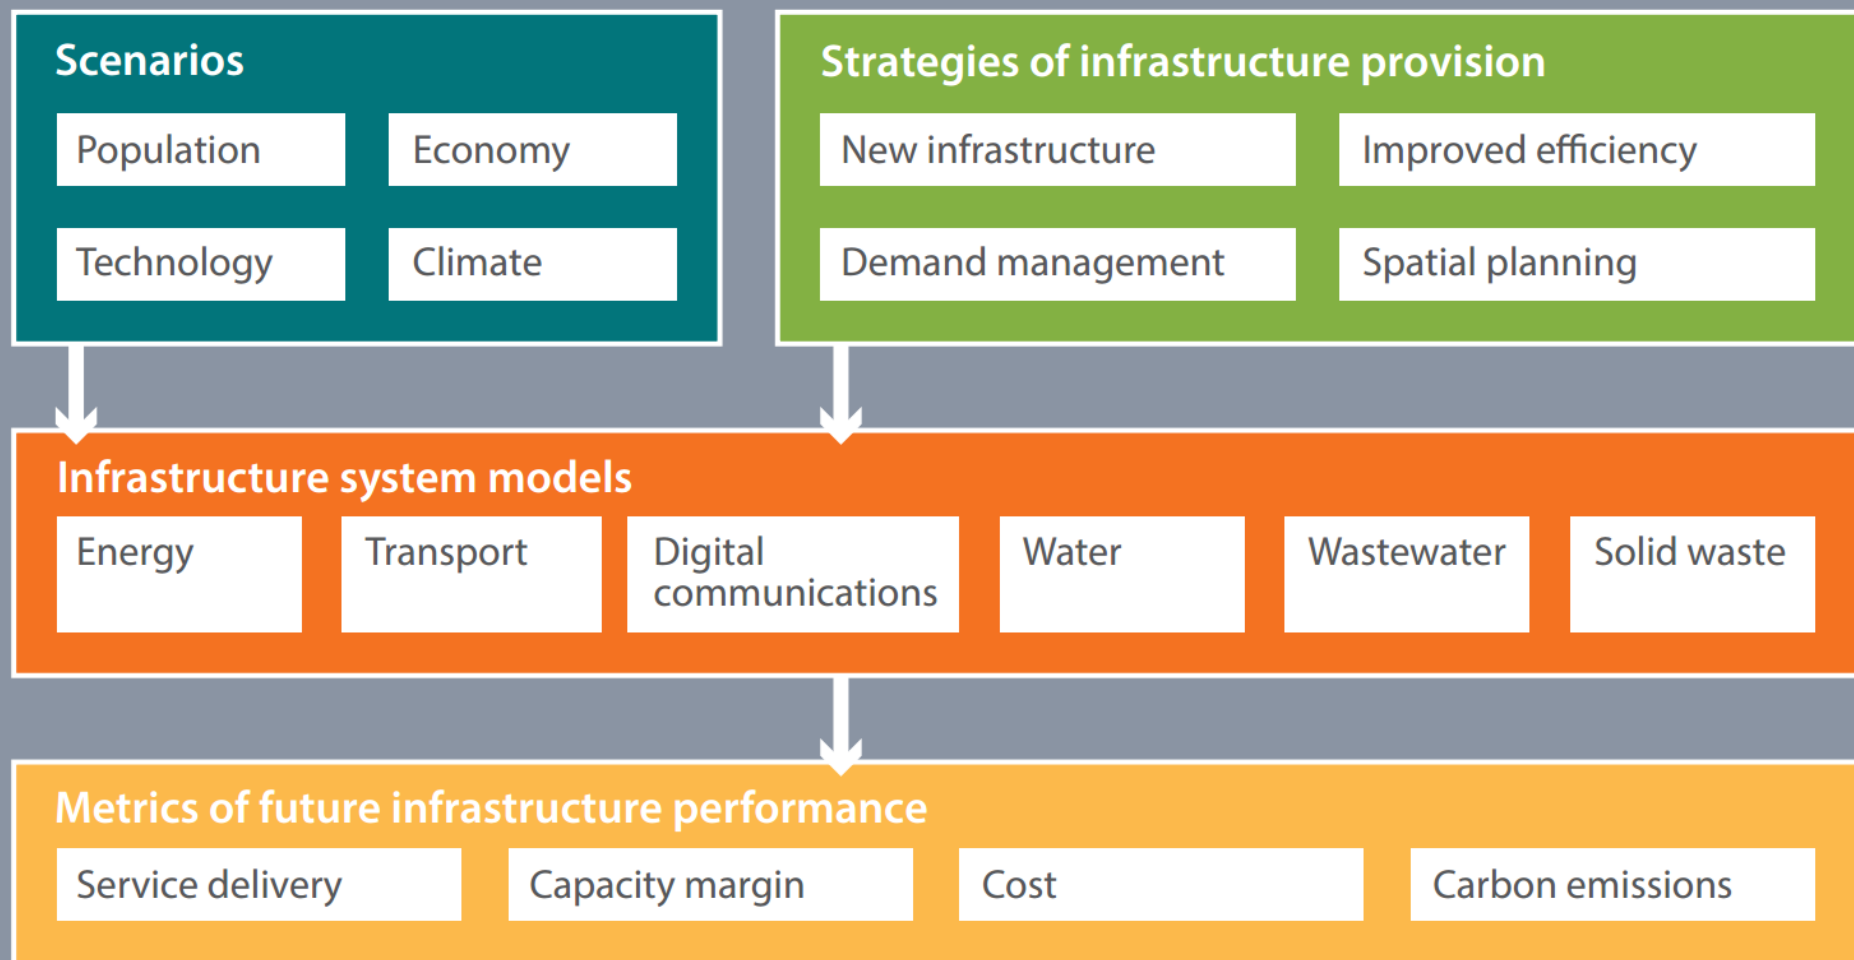 Scenarios
Population
Economy
Technology
Climate
Strategies of infrastructure provision
New infrastructure
Improved efficiency
Demand management
Spatial planning
Infrastructure system models
Energy
Transport
Digital
communications
Water
Wastewater
Solid waste
Metrics of future infrastructure performance
Service delivery
Capacity margin
Cost
Carbon emissions